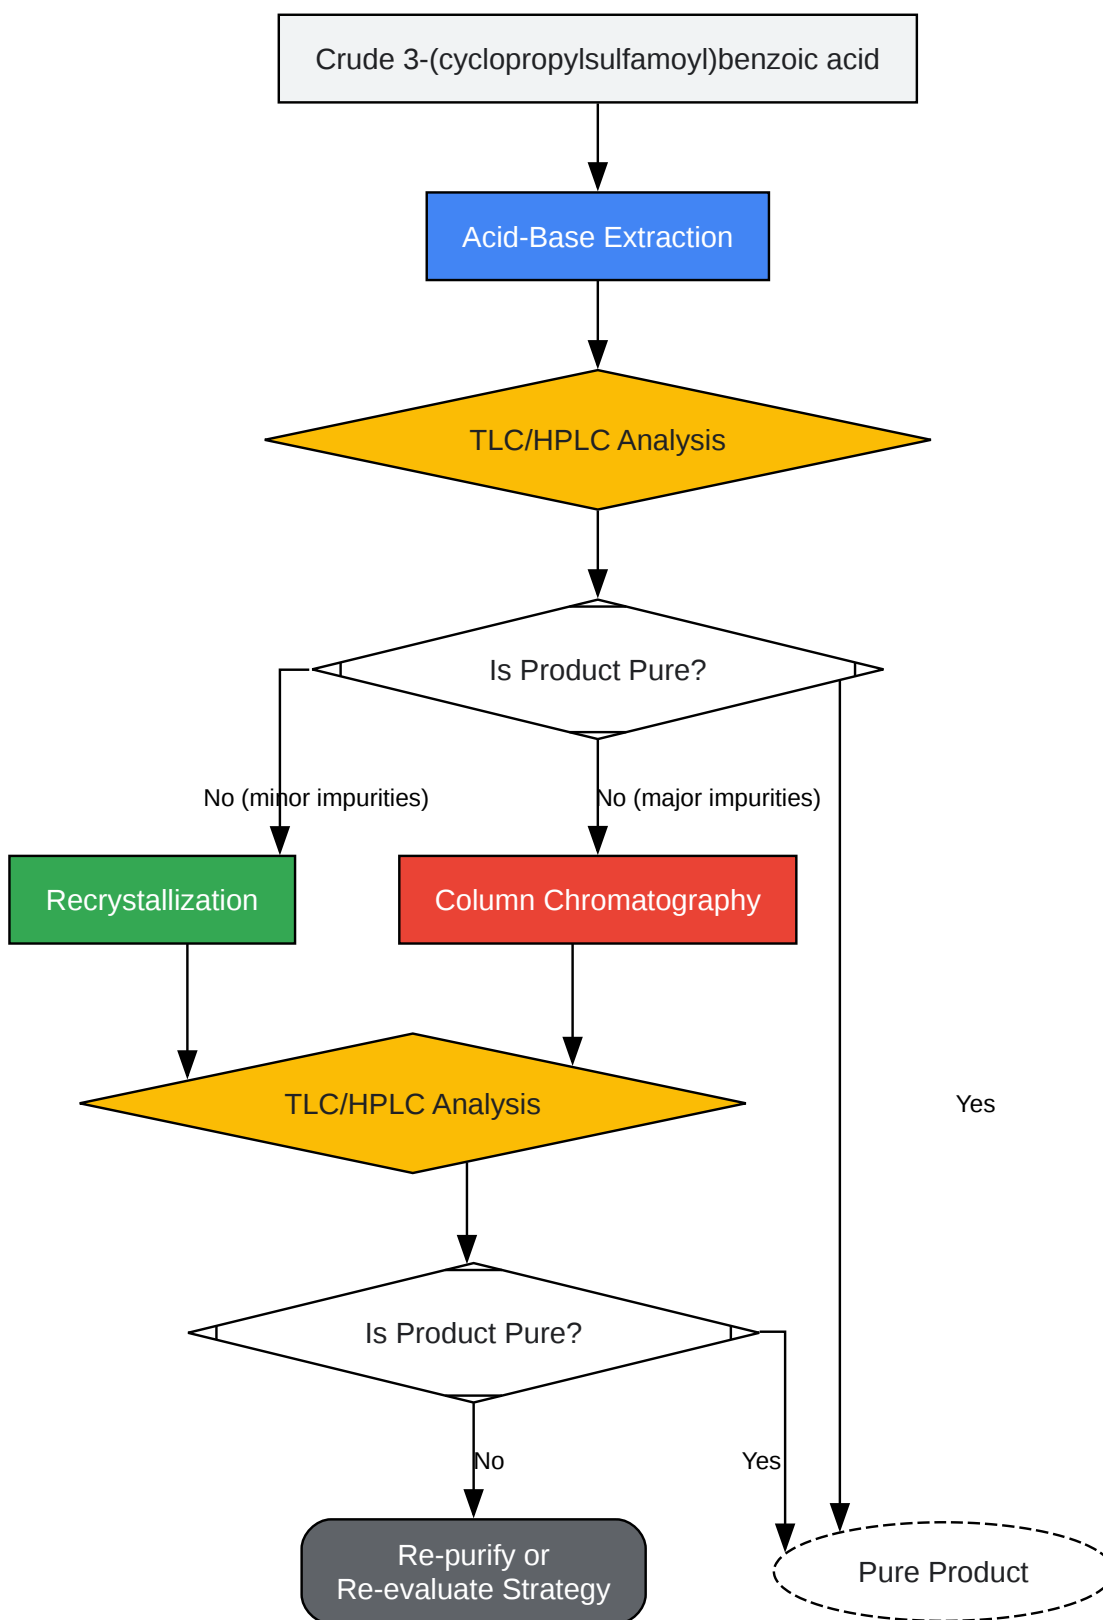 Crude 3-(cyclopropylsulfamoyl)benzoic acid
Acid-Base Extraction
TLC/HPLC Analysis
Is Product Pure?
No (minor impurities)
No (major impurities)
Recrystallization
Column Chromatography
TLC/HPLC Analysis
Yes
Is Product Pure?
No
Yes
Re-purify or
Re-evaluate Strategy
Pure Product